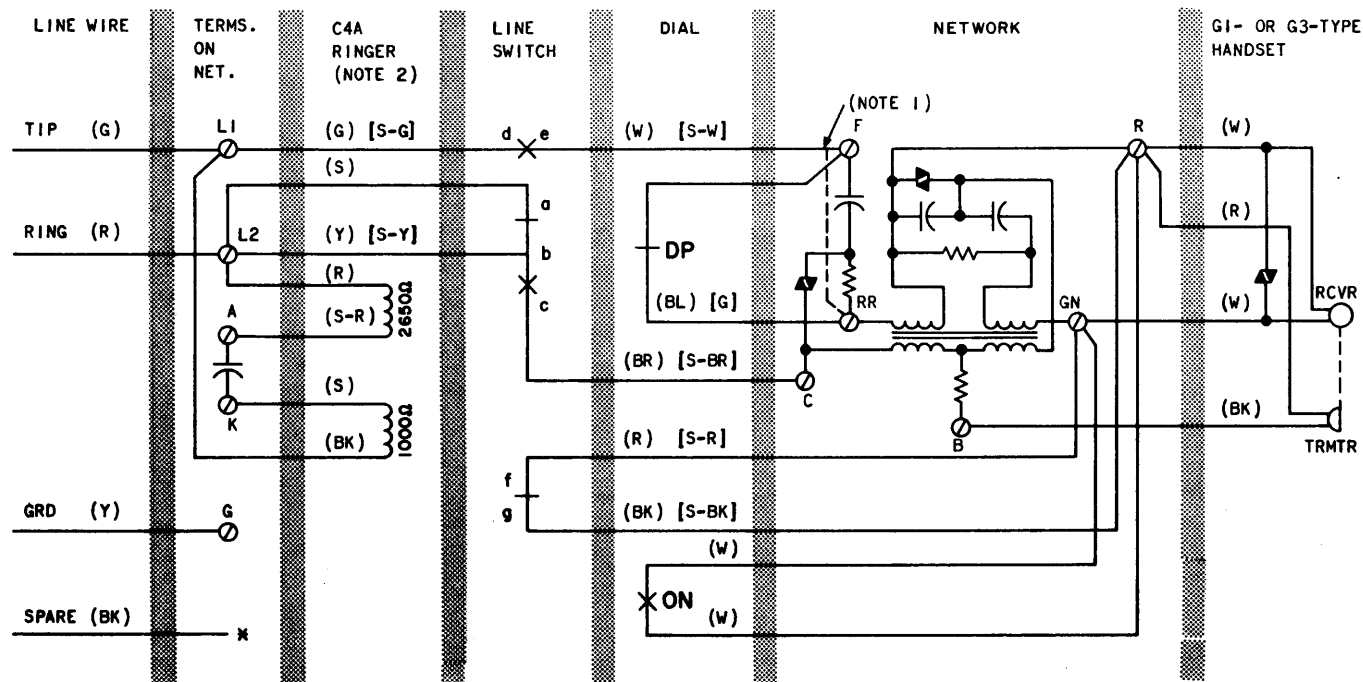 LINE WIRE
TERMS.
ON
NET.
C4A
RINGER
(NOTE 2)
LINE
SWITCH
DIAL
NETWORK
G1- OR G3-TYPE
HANDSET
(NOTE 1)
TIP (G)
L1
(G) [S-G]
d e
(W) [S-W]
F
R
(W)
(S)
a
(R)
RING (R)
L2
(Y) [S-Y]
b
DP
(R)
c
2650Ω
A
(S-R)
(BL) [G]
RR
GN
(W)
RCVR
(BR) [S-BR]
C
K
(S)
1000Ω
(BK)
B
(BK)
TRMTR
(R) [S-R]
f
g
GRD (Y)
G
(BK) [S-BK]
(W)
ON
(W)
SPARE (BK)
*